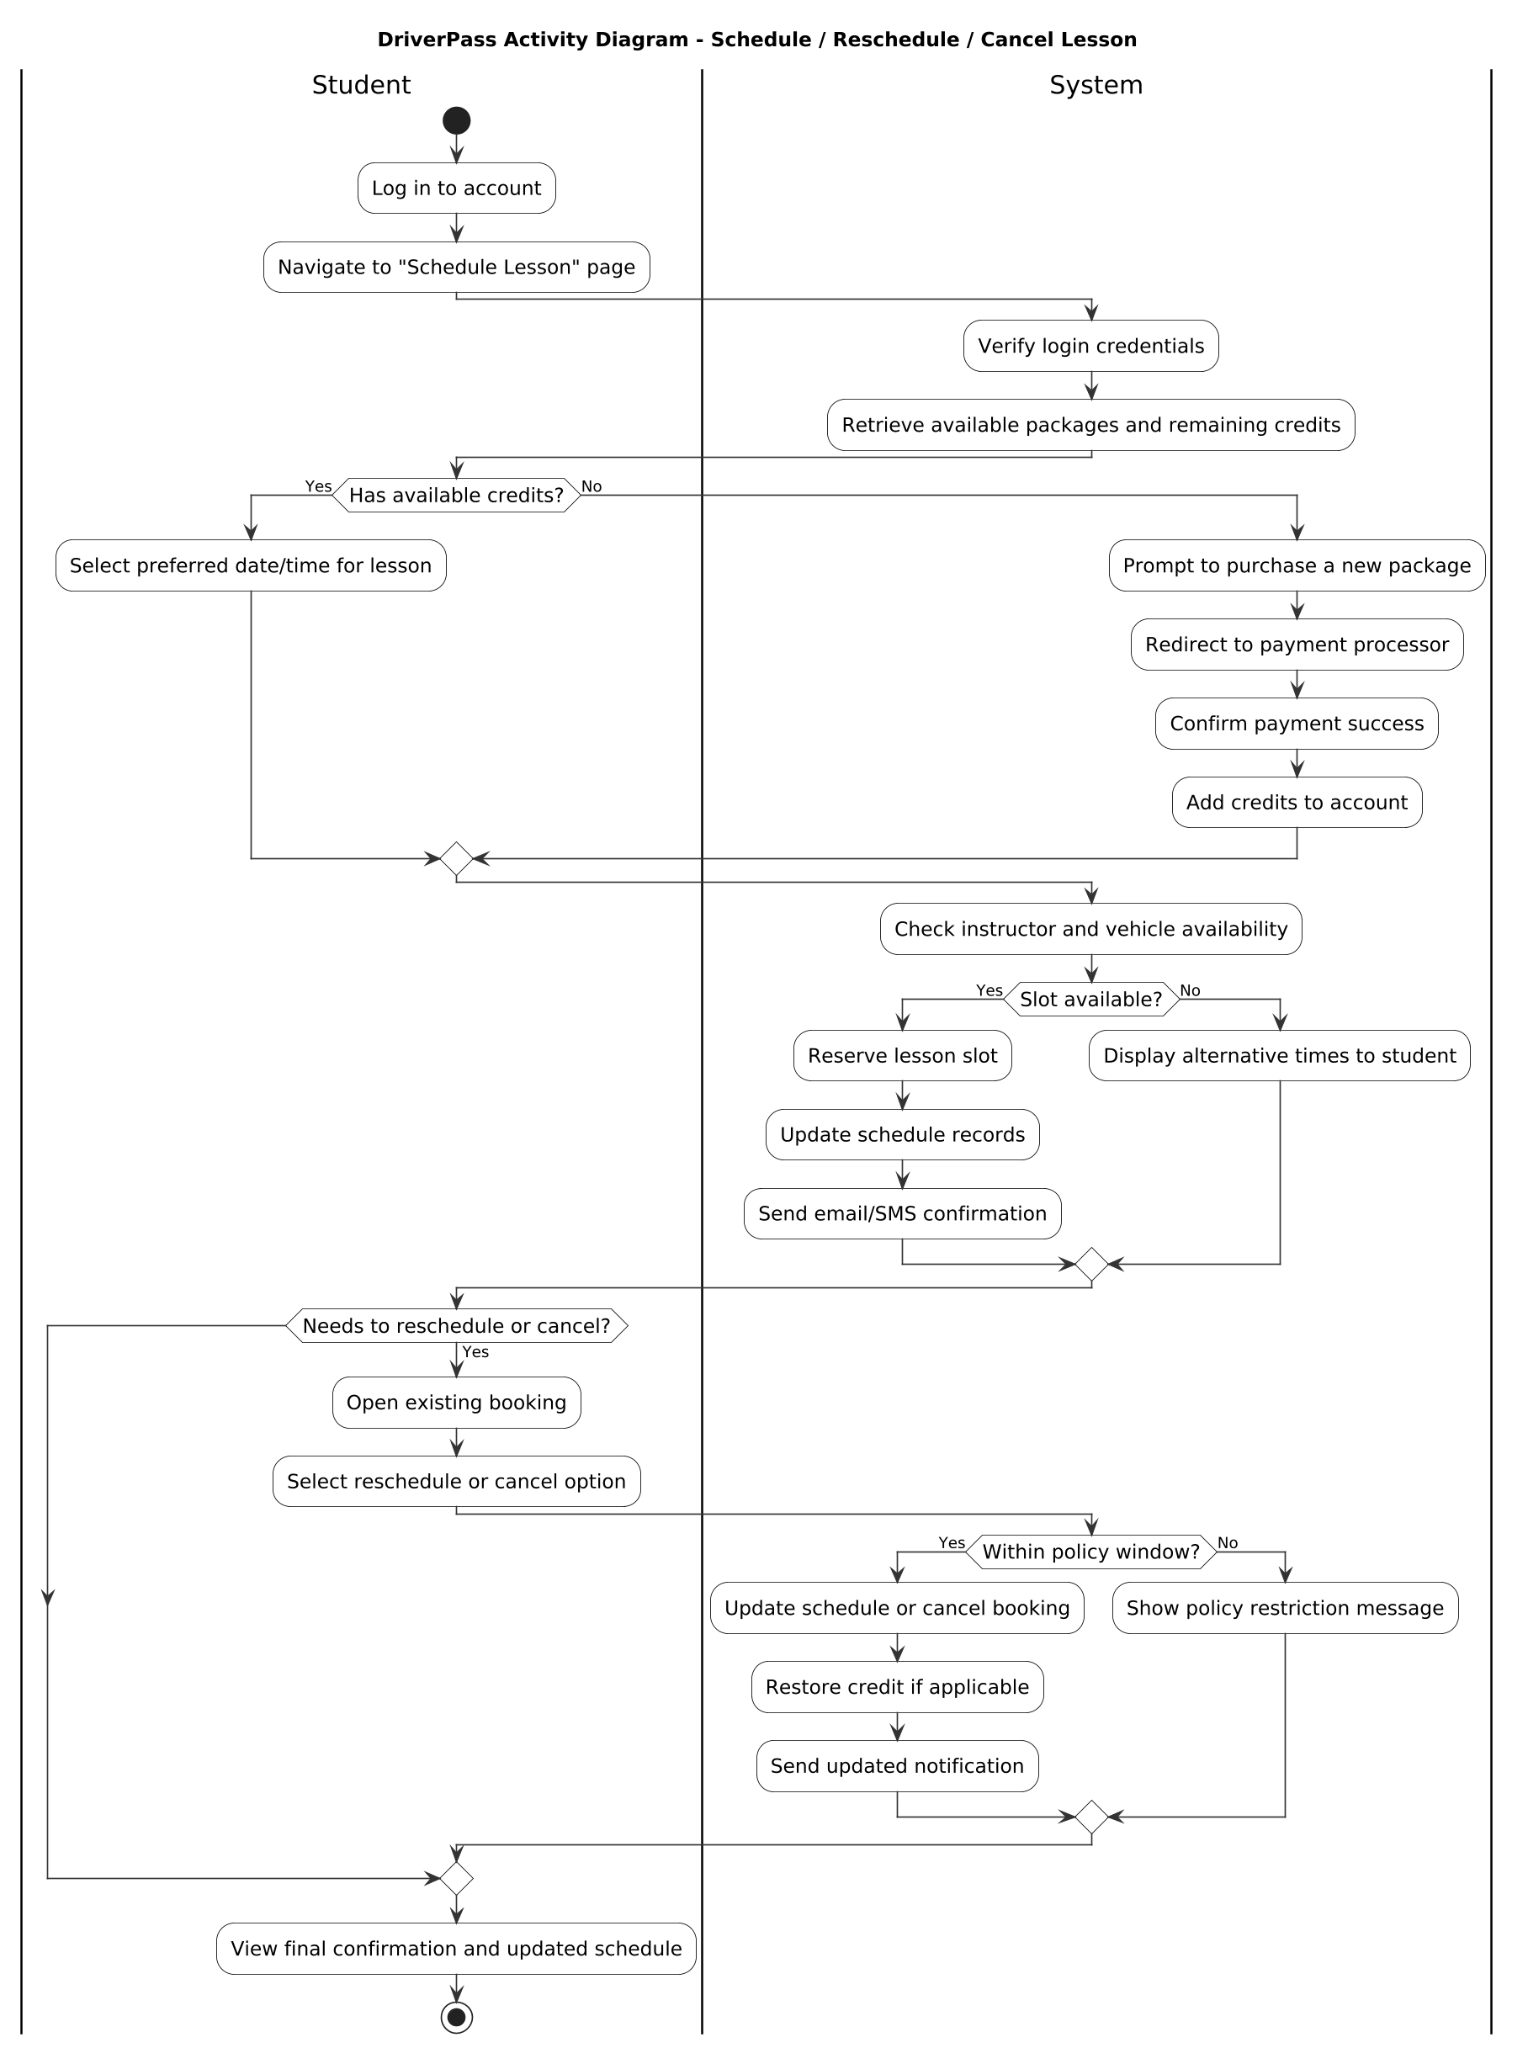 DriverPass Activity Diagram - Schedule / Reschedule / Cancel Lesson
Student
System
Log in to account
Navigate to "Schedule Lesson" page
Verify login credentials
Retrieve available packages and remaining credits
Yes
Has available credits?
No
Select preferred date/time for lesson
Prompt to purchase a new package
Redirect to payment processor
Confirm payment success
Add credits to account
Check instructor and vehicle availability
Yes
Slot available?
No
Reserve lesson slot
Display alternative times to student
Update schedule records
Send email/SMS confirmation
Needs to reschedule or cancel?
Yes
Open existing booking
Select reschedule or cancel option
Yes
Within policy window?
No
Update schedule or cancel booking
Show policy restriction message
Restore credit if applicable
Send updated notification
View final confirmation and updated schedule